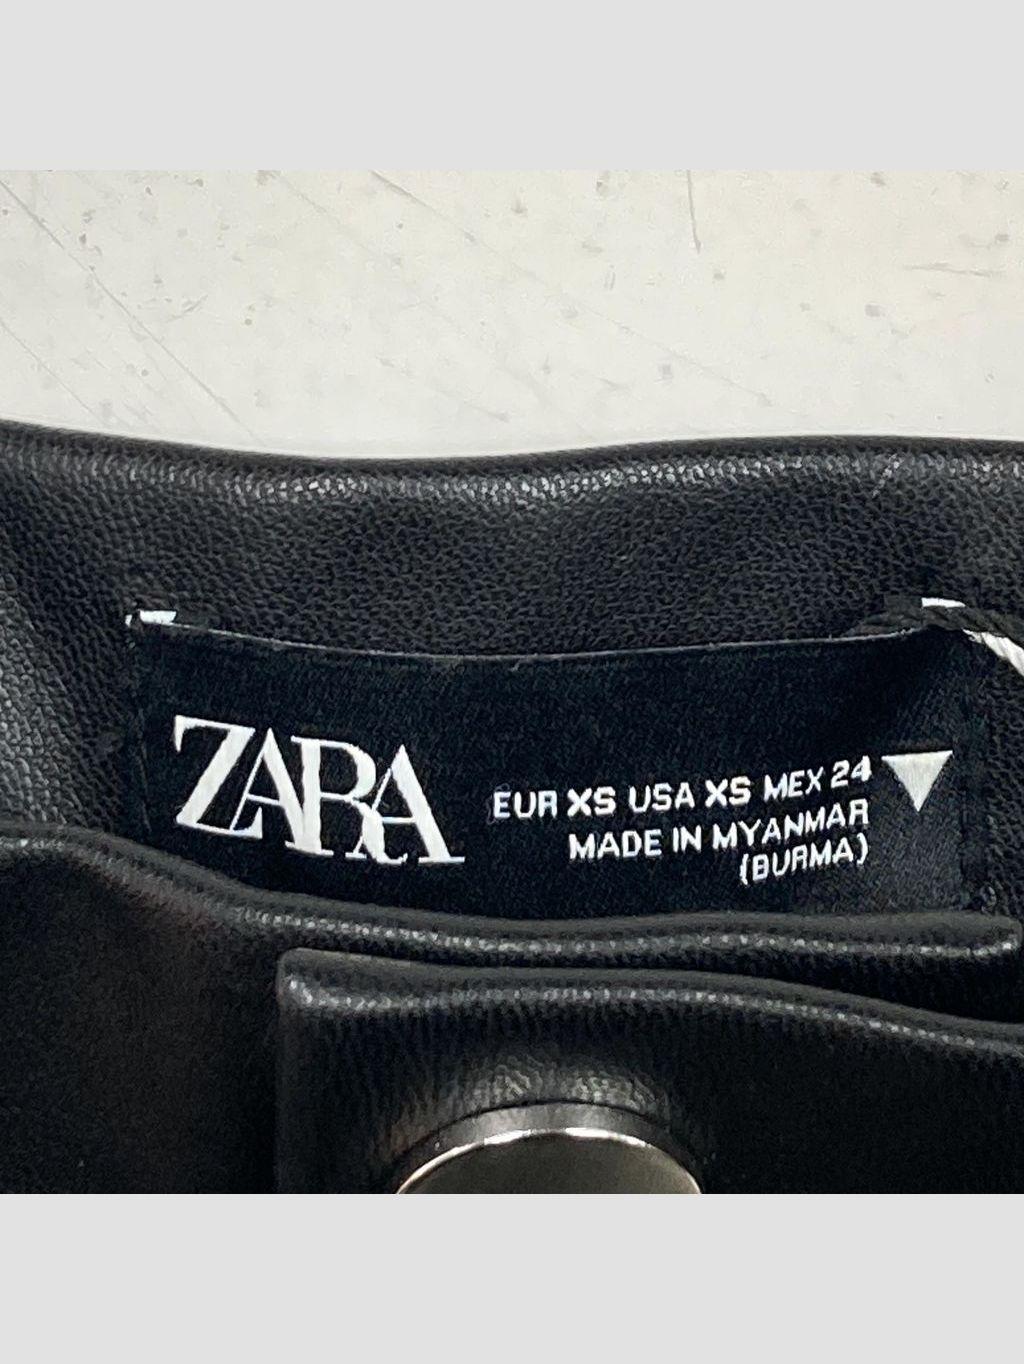 ZARA
EUR XS USA XS MEX 24
MADE IN MYANMAR
(BURMA)